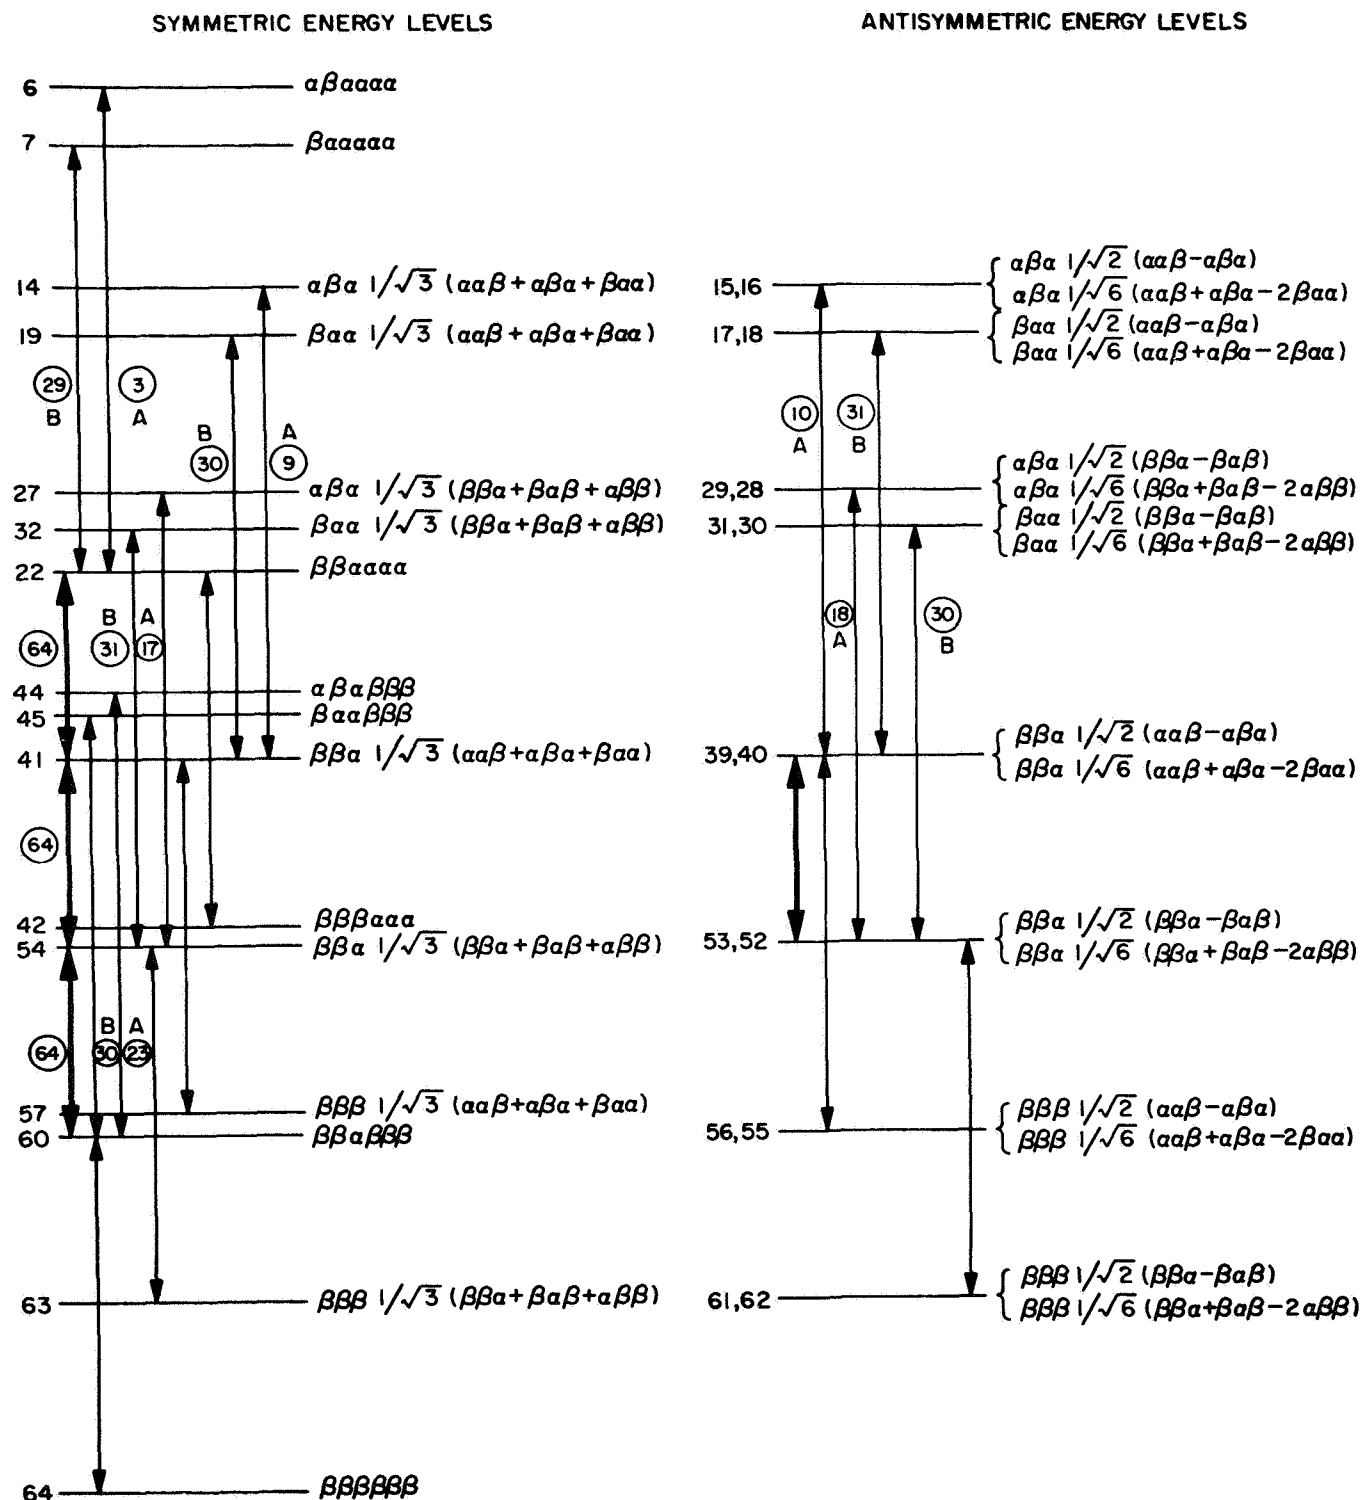 SYMMETRIC ENERGY LEVELS
6 αβαααα
7 βααααα
14 αβα 1/√3 (ααβ+αβα+βαα)
19 βαα 1/√3 (ααβ+αβα+βαα)
29 3
B A
B A
30 9
27 αβα 1/√3 (ββα+βαβ+αββ)
32 βαα 1/√3 (ββα+βαβ+αββ)
22 ββαααα
B A
64 31 17
44 αβαβββ
45 βααβββ
41 ββα 1/√3 (ααβ+αβα+βαα)
64
42 βββααα
54 ββα 1/√3 (ββα+βαβ+αββ)
B A
64 30 23
57 βββ 1/√3 (ααβ+αβα+βαα)
60 ββαβββ
63 βββ 1/√3 (ββα+βαβ+αββ)
64 ββββββ
ANTISYMMETRIC ENERGY LEVELS
αβα 1/√2 (ααβ-αβα)
15,16
αβα 1/√6 (ααβ+αβα-2βαα)
βαα 1/√2 (ααβ-αβα)
17,18
βαα 1/√6 (ααβ+αβα-2βαα)
10 31
A B
αβα 1/√2 (ββα-βαβ)
29,28
αβα 1/√6 (ββα+βαβ-2αββ)
βαα 1/√2 (ββα-βαβ)
31,30
βαα 1/√6 (ββα+βαβ-2αββ)
18 30
A B
ββα 1/√2 (ααβ-αβα)
39,40
ββα 1/√6 (ααβ+αβα-2βαα)
ββα 1/√2 (ββα-βαβ)
53,52
ββα 1/√6 (ββα+βαβ-2αββ)
βββ 1/√2 (ααβ-αβα)
56,55
βββ 1/√6 (ααβ+αβα-2βαα)
βββ 1/√2 (ββα-βαβ)
61,62
βββ 1/√6 (ββα+βαβ-2αββ)